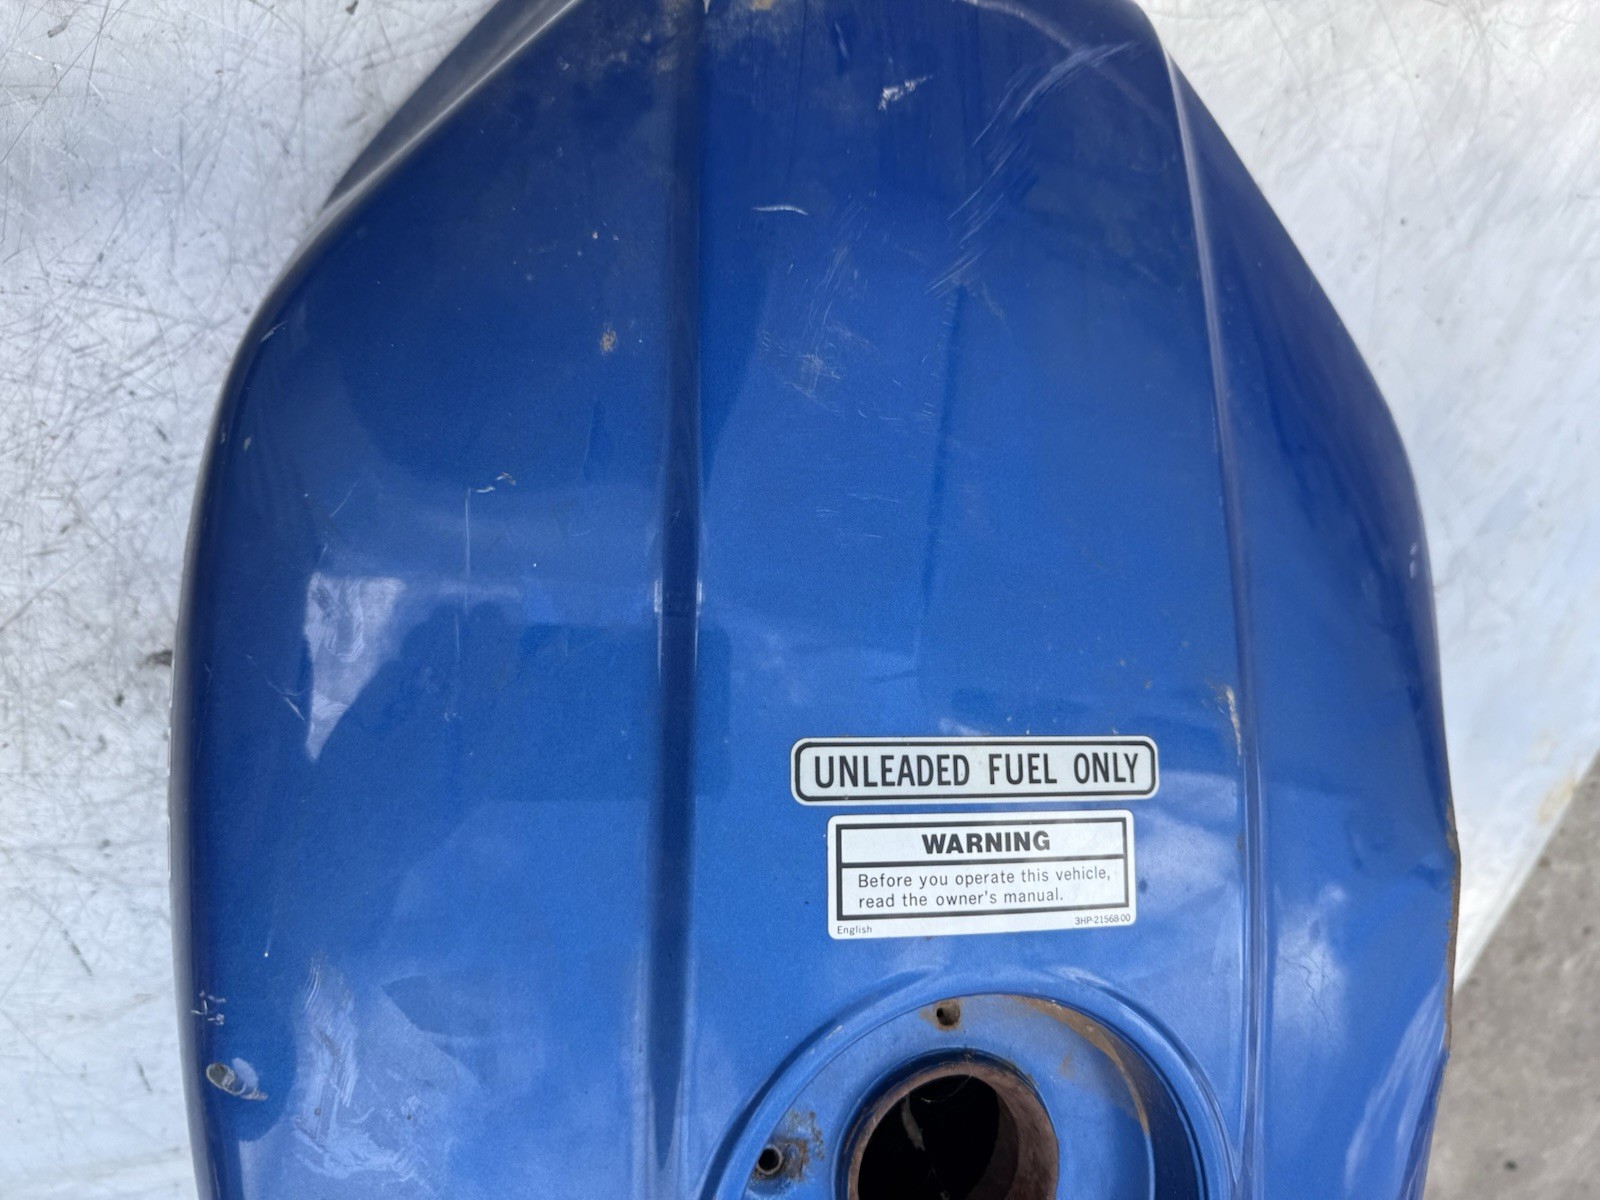 UNLEADED FUEL ONLY
WARNING
Before you operate this vehicle,
read the owner's manual.
English 3HP-21568-00